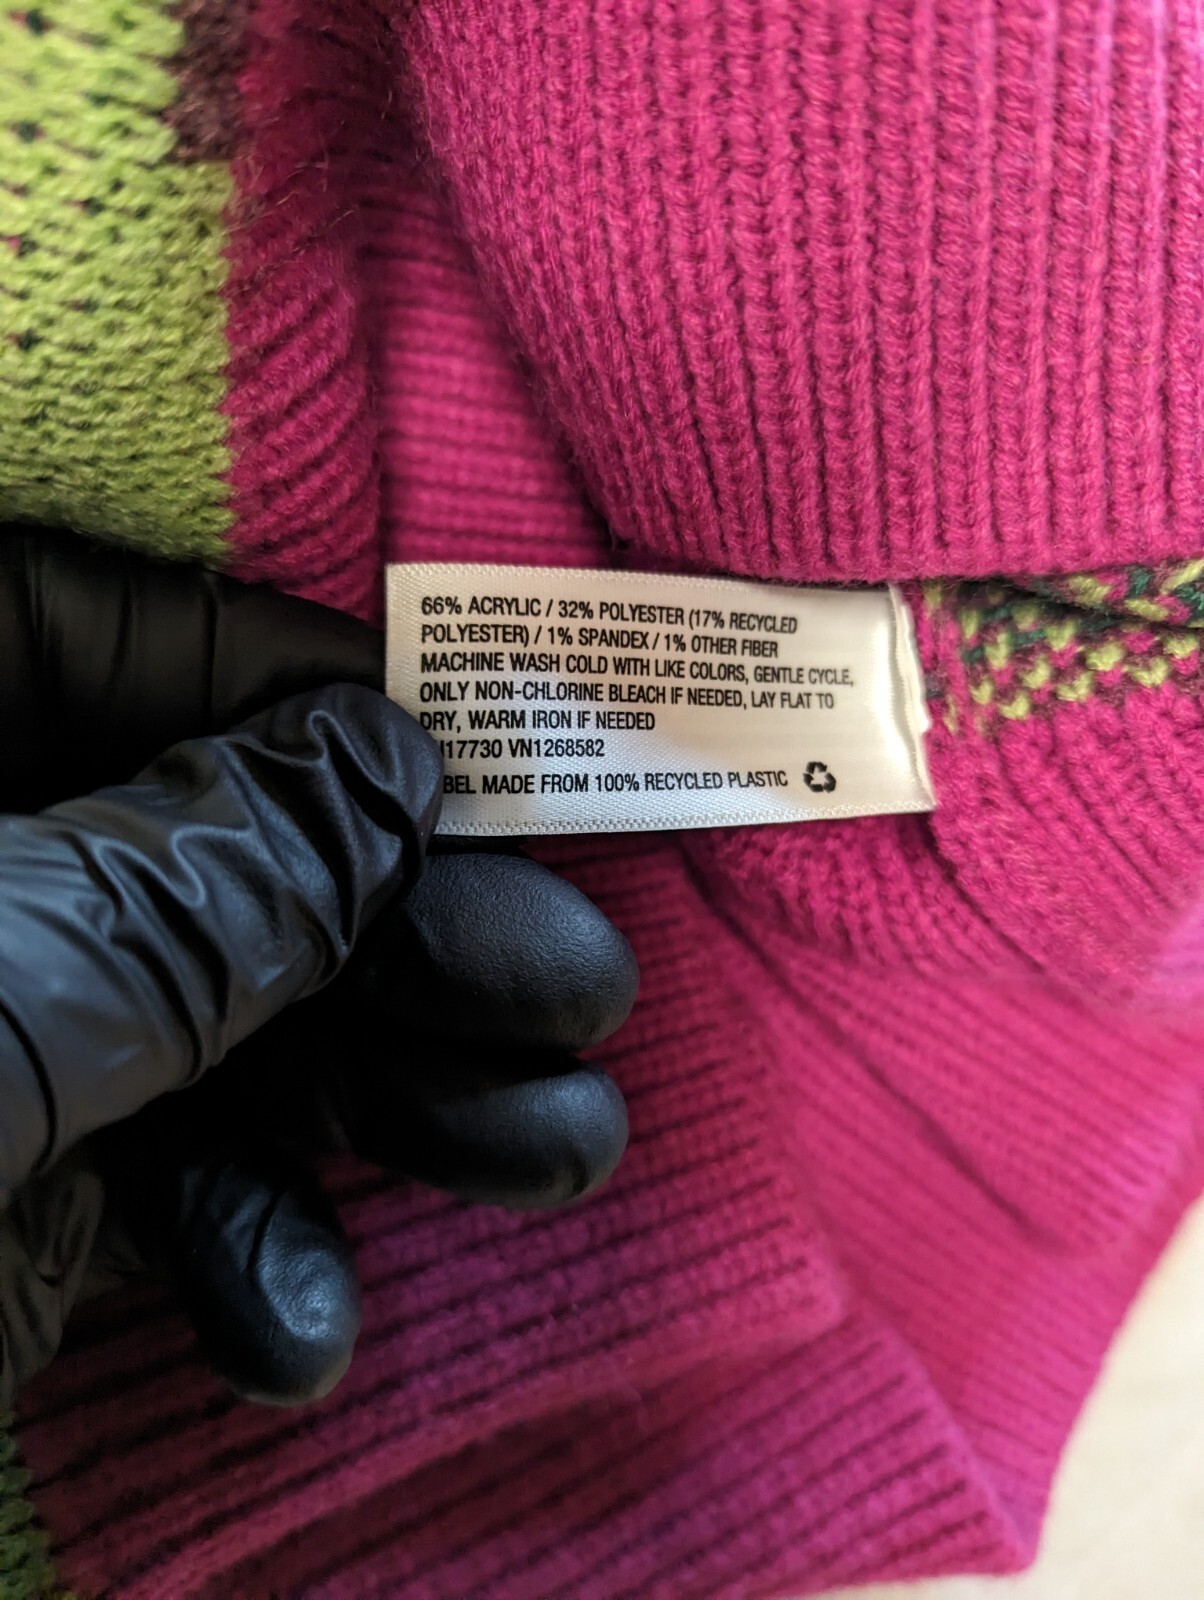 66% ACRYLIC / 32% POLYESTER (17% RECYCLED
POLYESTER) / 1% SPANDEX / 1% OTHER FIBER
MACHINE WASH COLD WITH LIKE COLORS, GENTLE CYCLE,
ONLY NON-CHLORINE BLEACH IF NEEDED, LAY FLAT TO
DRY, WARM IRON IF NEEDED
17730 VN1268582
BEL MADE FROM 100% RECYCLED PLASTIC